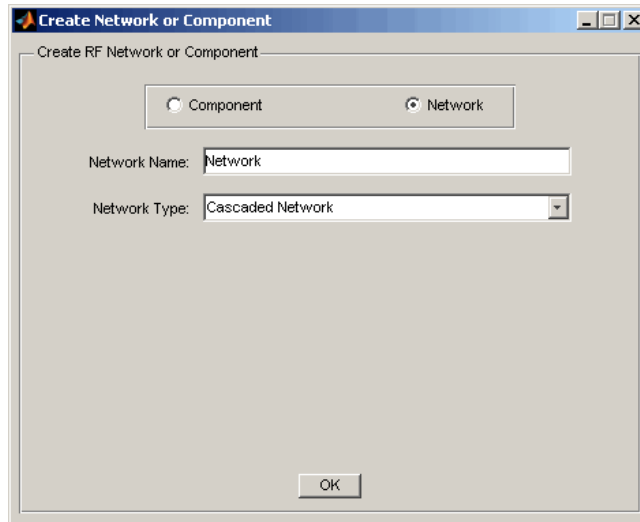 Create Network or Component
Create RF Network or Component
Component Network
Network Name: Network
Network Type: Cascaded Network
OK